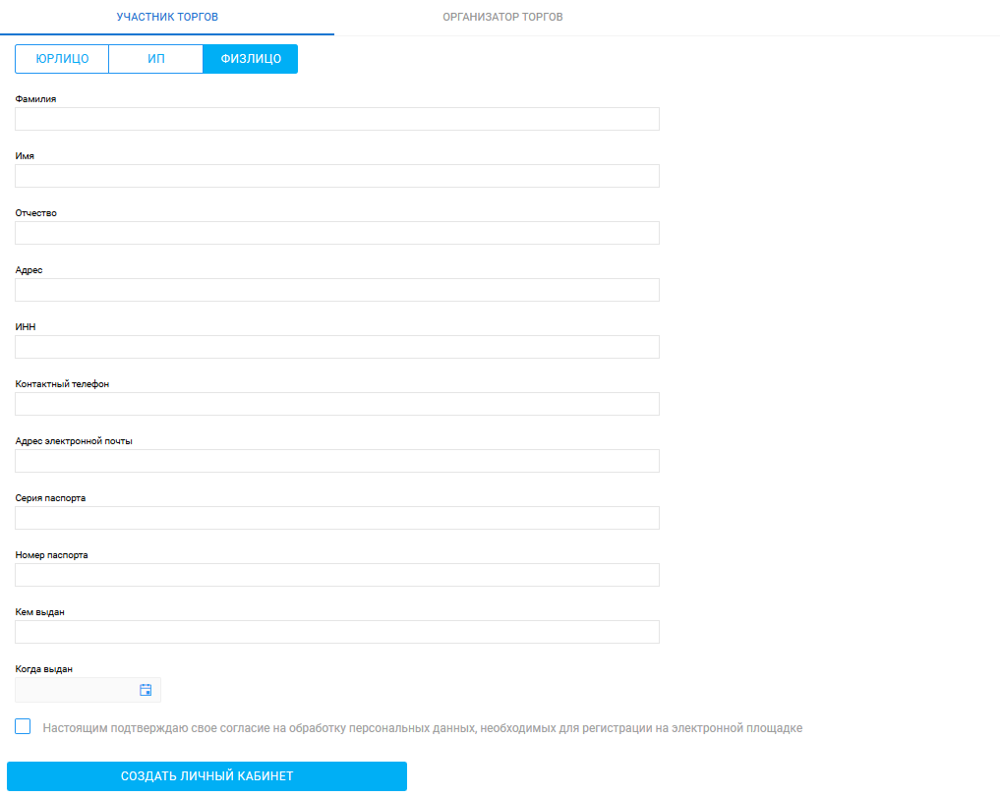 УЧАСТНИК ТОРГОВ
ОРГАНИЗАТОР ТОРГОВ
ЮРЛИЦО
ИП
ФИЗЛИЦО
Фамилия
Имя
Отчество
Адрес
ИНН
Контактный телефон
Адрес электронной почты
Серия паспорта
Номер паспорта
Кем выдан
Когда выдан
Настоящим подтверждаю свое согласие на обработку персональных данных, необходимых для регистрации на электронной площадке
СОЗДАТЬ ЛИЧНЫЙ КАБИНЕТ